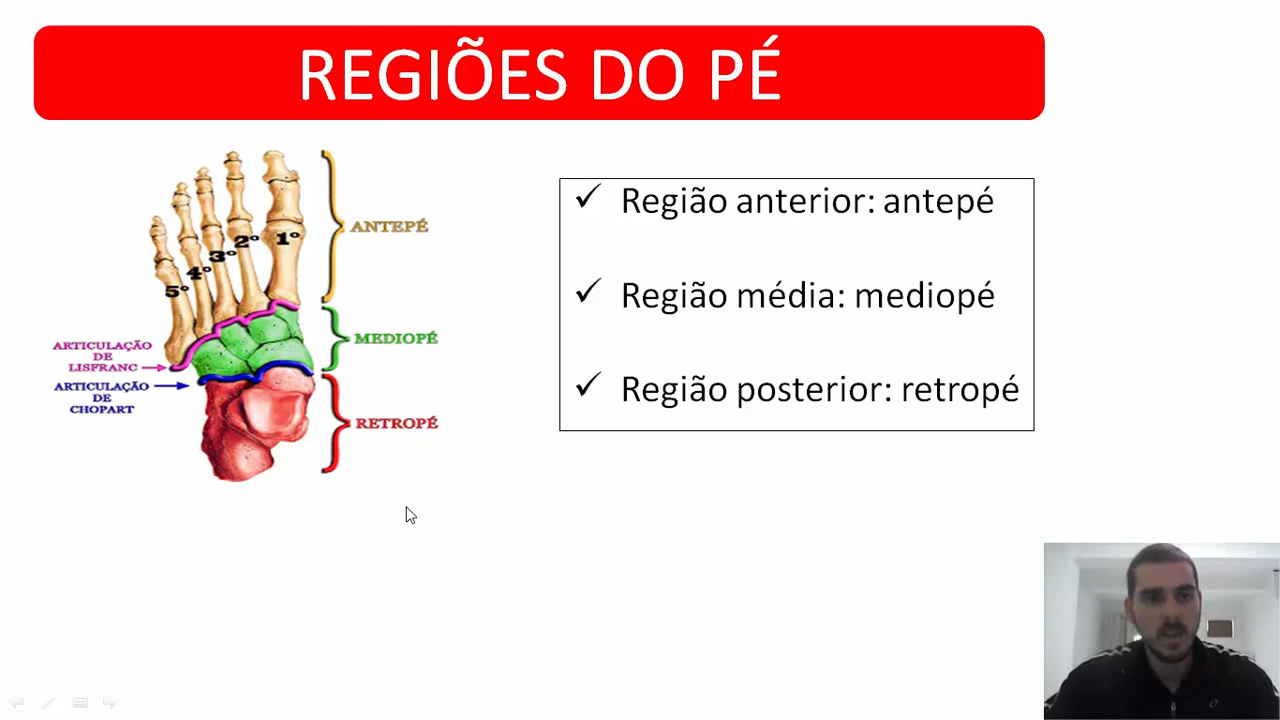 REGIÕES DO PÉ
ANTEPÉ
1º
2º
3º
4º
5º
MEDIOPÉ
ARTICULAÇÃO
DE
LISFRANC
ARTICULAÇÃO
DE
CHOPART
RETROPÉ
✓ Região anterior: antepé
✓ Região média: mediopé
✓ Região posterior: retropé